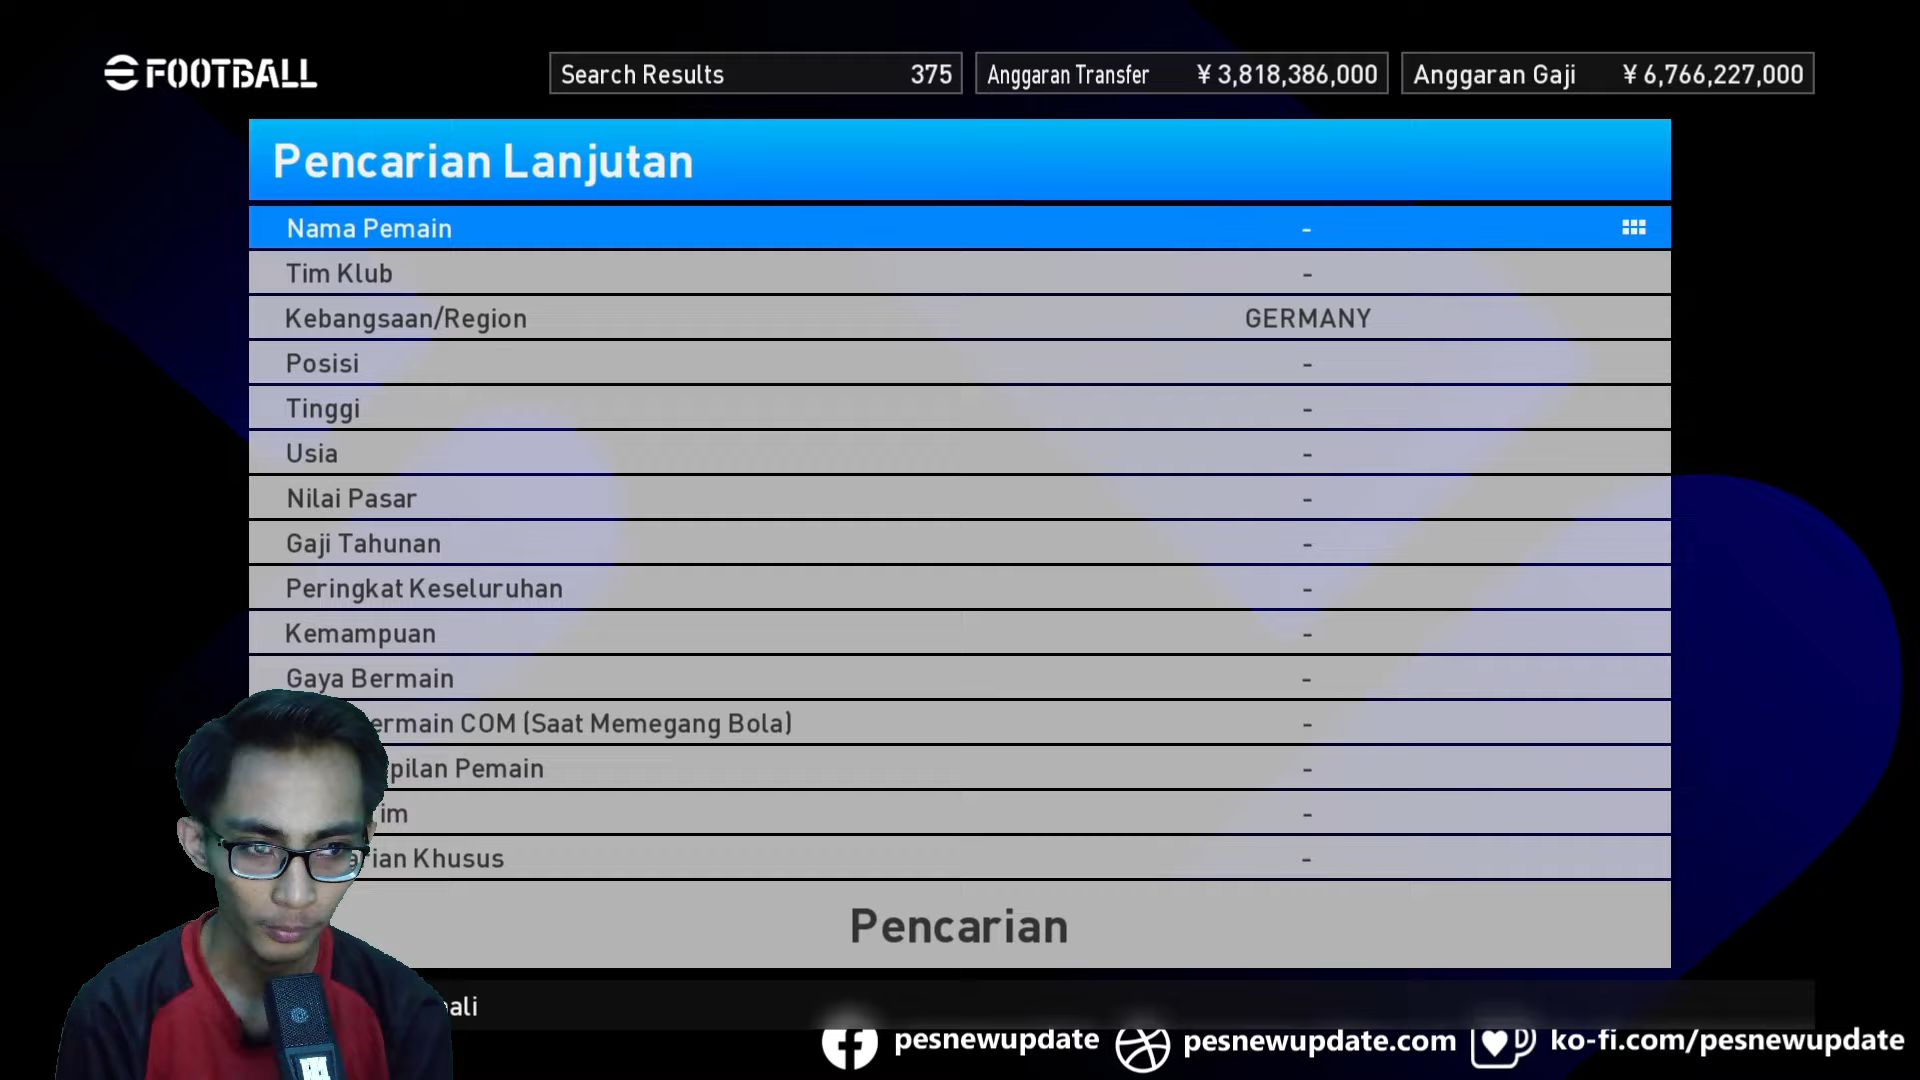 FOOTBALL
Search Results 375
Anggaran Transfer ¥ 3,818,386,000
Anggaran Gaji ¥ 6,766,227,000
Pencarian Lanjutan
Nama Pemain -
Tim Klub -
Kebangsaan/Region GERMANY
Posisi -
Tinggi -
Usia -
Nilai Pasar -
Gaji Tahunan -
Peringkat Keseluruhan -
Kemampuan -
Gaya Bermain -
ermain COM (Saat Memegang Bola) -
pilan Pemain -
im -
rian Khusus -
Pencarian
ali
pesnewupdate
pesnewupdate.com
ko-fi.com/pesnewupdate